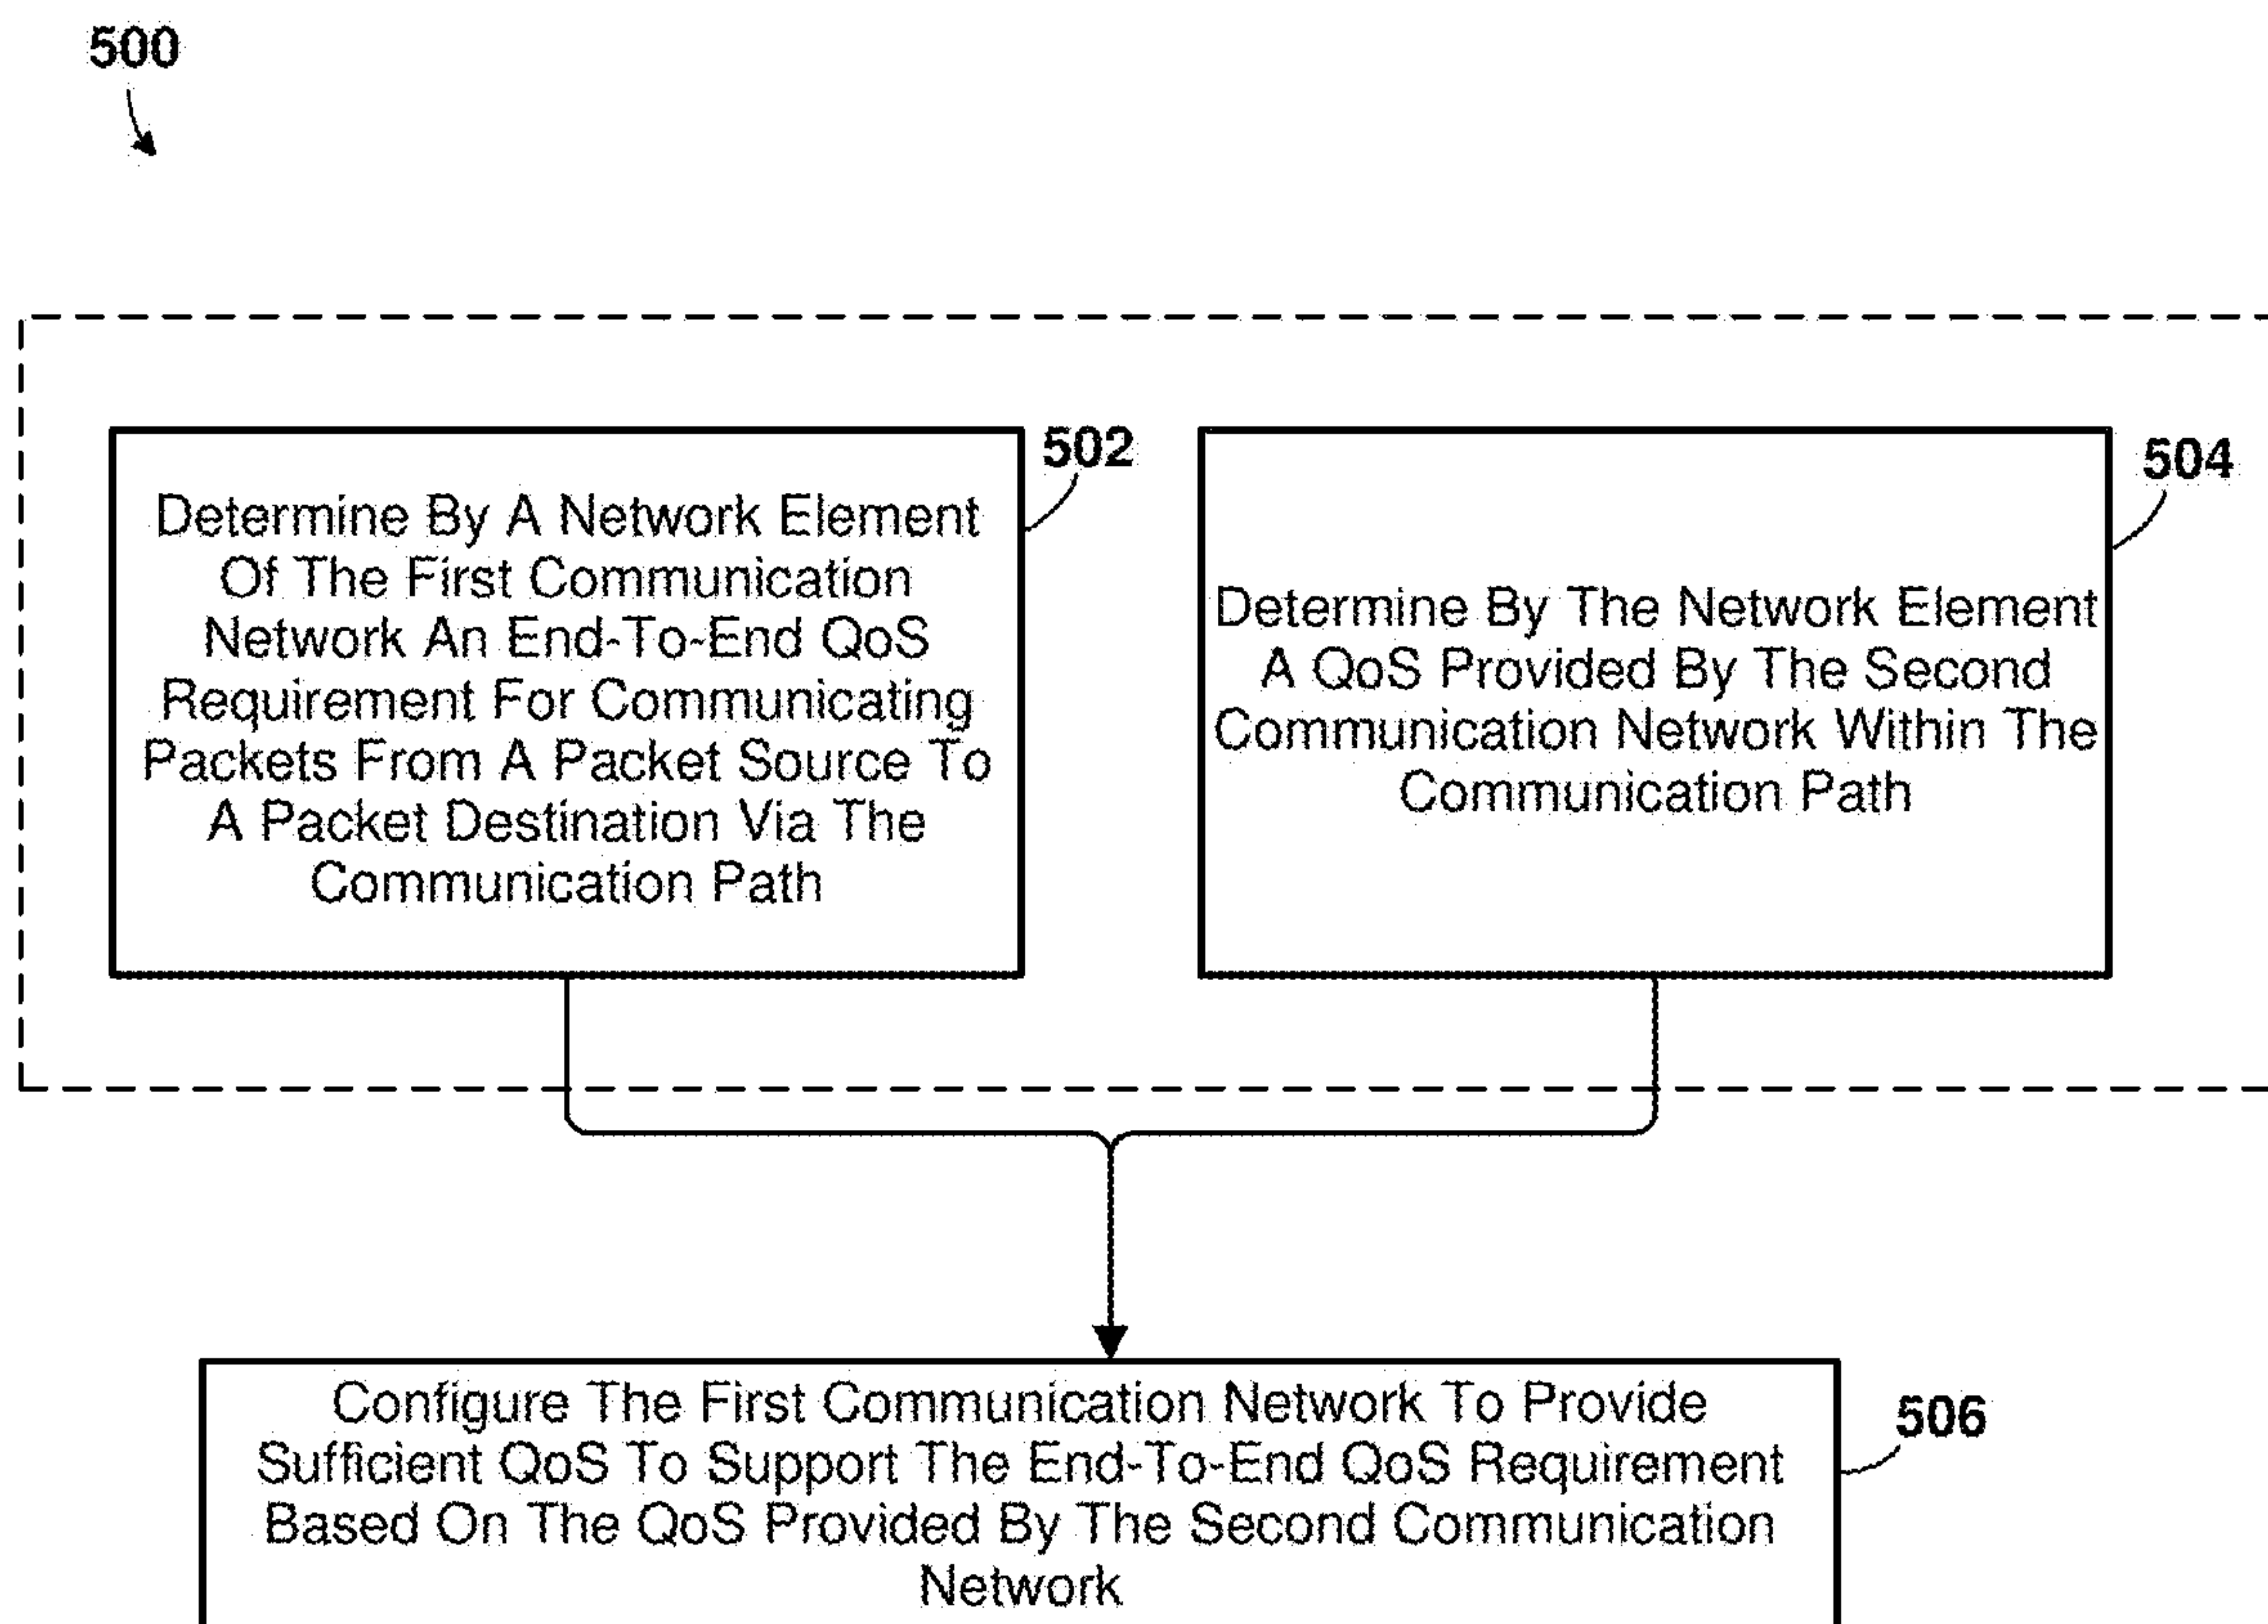 500
502
Determine By A Network Element
Of The First Communication
Network An End-To-End QoS
Requirement For Communicating
Packets From A Packet Source To
A Packet Destination Via The
Communication Path
504
Determine By The Network Element
A QoS Provided By The Second
Communication Network Within The
Communication Path
Configure The First Communication Network To Provide
Sufficient QoS To Support The End-To-End QoS Requirement
Based On The QoS Provided By The Second Communication
Network
506